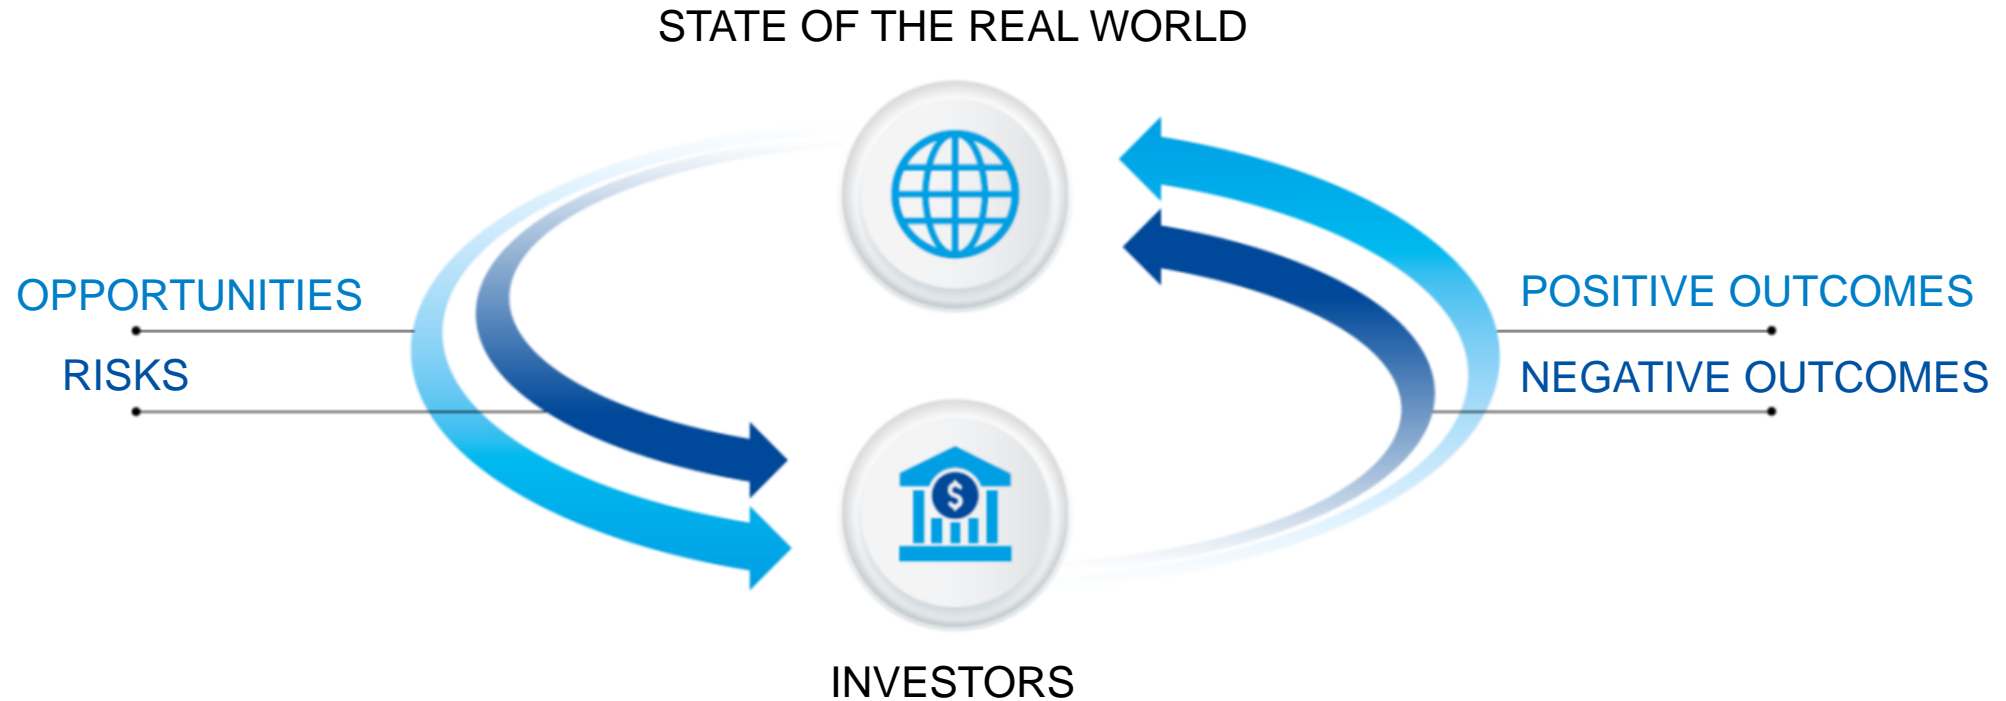 STATE OF THE REAL WORLD
OPPORTUNITIES
RISKS
POSITIVE OUTCOMES
NEGATIVE OUTCOMES
$
INVESTORS